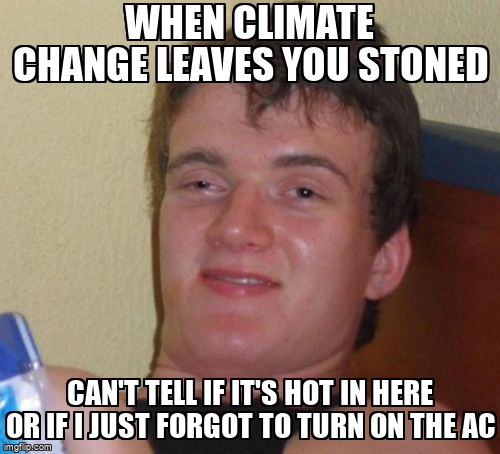 WHEN CLIMATE
CHANGE LEAVES YOU STONED
CAN'T TELL IF IT'S HOT IN HERE
OR IF I JUST FORGOT TO TURN ON THE AC
imgflip.com